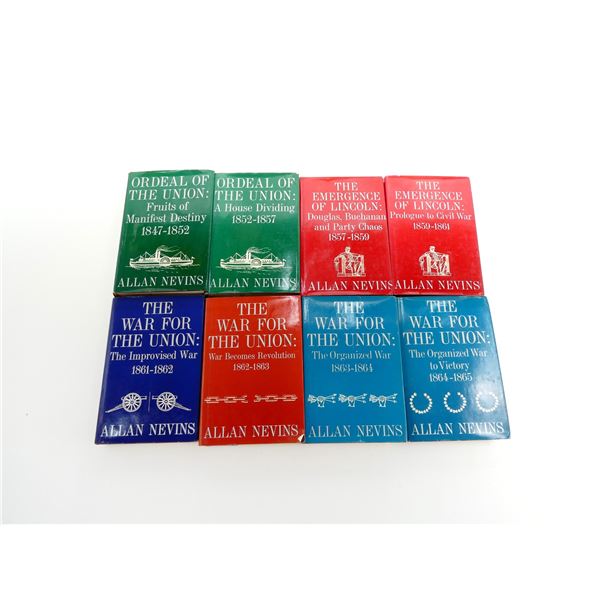 ORDEAL OF
THE UNION:
Fruits of
Manifest Destiny
1847-1852
ALLAN NEVINS
ORDEAL OF
THE UNION:
A House Dividing
1852-1857
ALLAN NEVINS
THE
EMERGENCE
OF LINCOLN:
Douglas, Buchanan
and Party Chaos
1857-1859
ALLAN NEVINS
THE
EMERGENCE
OF LINCOLN:
Prologue to Civil War
1859-1861
ALLAN NEVINS
THE
WAR FOR
THE UNION:
The Improvised War
1861-1862
ALLAN NEVINS
THE
WAR FOR
THE UNION:
War Becomes Revolution
1862-1863
ALLAN NEVINS
THE
WAR FOR
THE UNION:
The Organized War
1863-1864
ALLAN NEVINS
THE
WAR FOR
THE UNION:
The Organized War
to Victory
1864-1865
ALLAN NEVINS